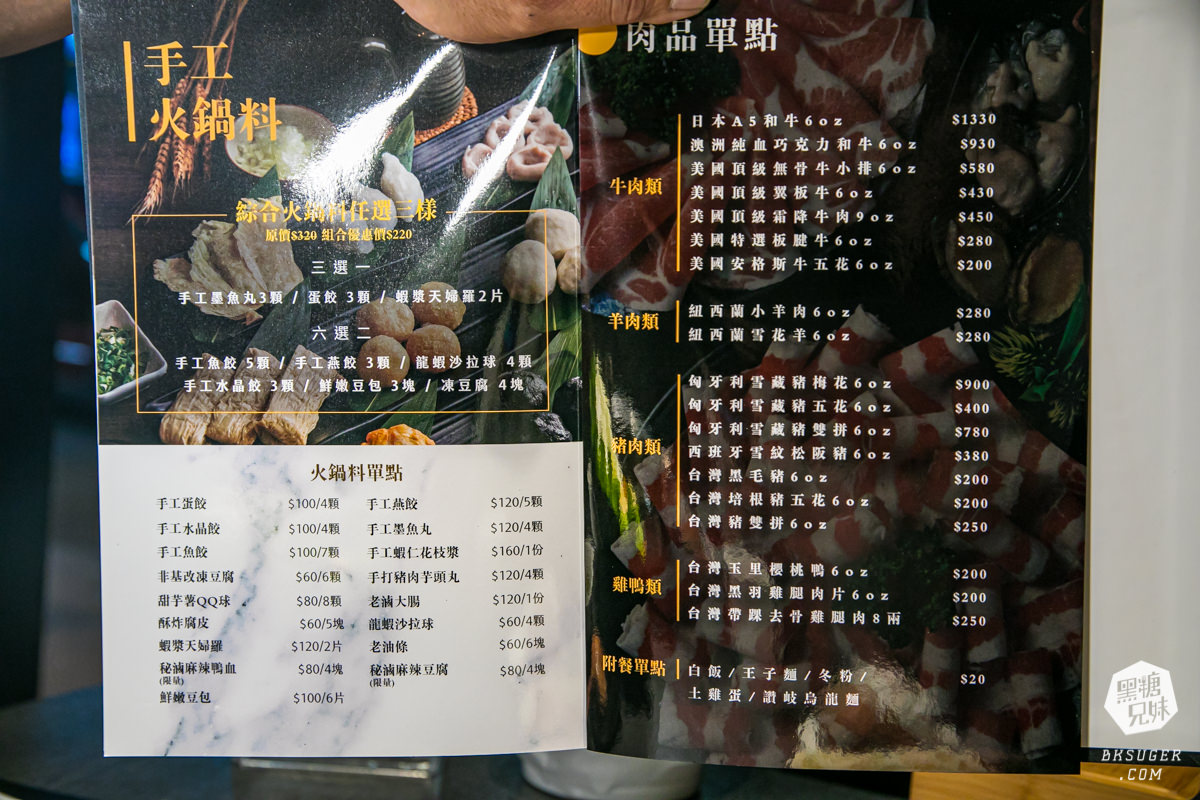 手工
火鍋料
綜合火鍋料任選三樣
原價$320 組合優惠價$220
三選一
手工墨魚丸3顆 / 蛋餃 3顆 / 蝦漿天婦羅2片
六選二
手工魚餃 5顆 / 手工燕餃 3顆 / 龍蝦沙拉球 4顆
手工水晶餃 3顆 / 鮮嫩豆包 3塊 / 凍豆腐 4塊
火鍋料單點
手工蛋餃 $100/4顆 手工燕餃 $120/5顆
手工水晶餃 $100/4顆 手工墨魚丸 $120/4顆
手工魚餃 $100/7顆 手工蝦仁花枝漿 $160/1份
非基改凍豆腐 $60/6顆 手打豬肉芋頭丸 $120/4顆
甜芋薯QQ球 $80/8顆 老滷大腸 $120/1份
酥炸腐皮 $60/5塊 龍蝦沙拉球 $60/4顆
蝦漿天婦羅 $120/2片 老油條 $60/6塊
秘滷麻辣鴨血 $80/4塊 秘滷麻辣豆腐 $80/4塊
(限量) (限量)
鮮嫩豆包 $100/6片
肉品單點
牛肉類
日本A5和牛6oz $1330
澳洲純血巧克力和牛6oz $930
美國頂級無骨牛小排6oz $580
美國頂級翼板牛6oz $430
美國頂級霜降牛肉9oz $450
美國特選板腱牛6oz $280
美國安格斯牛五花6oz $200
羊肉類
紐西蘭小羊肉6oz $280
紐西蘭雪花羊6oz $280
豬肉類
匈牙利雪藏豬梅花6oz $900
匈牙利雪藏豬五花6oz $400
匈牙利雪藏豬雙拼6oz $780
西班牙雪紋松阪豬6oz $380
台灣黑毛豬6oz $200
台灣培根豬五花6oz $200
台灣豬雙拼6oz $250
雞鴨類
台灣玉里櫻桃鴨6oz $200
台灣黑羽雞腿肉片6oz $200
台灣帶踝去骨雞腿肉8兩 $250
附餐單點
白飯/王子麵/冬粉/ $20
土雞蛋/讚岐烏龍麵
黑糖
兄妹
BKSUGER
.COM